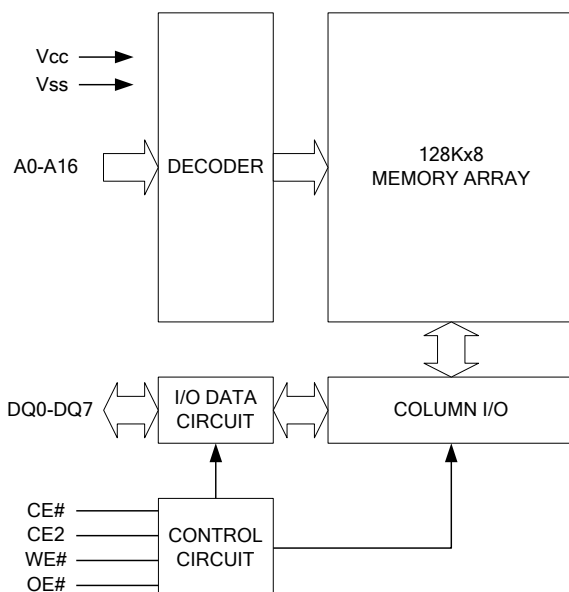 Vcc
Vss
A0-A16
DECODER
128Kx8
MEMORY ARRAY
DQ0-DQ7
I/O DATA
CIRCUIT
COLUMN I/O
CE#
CE2
WE#
OE#
CONTROL
CIRCUIT